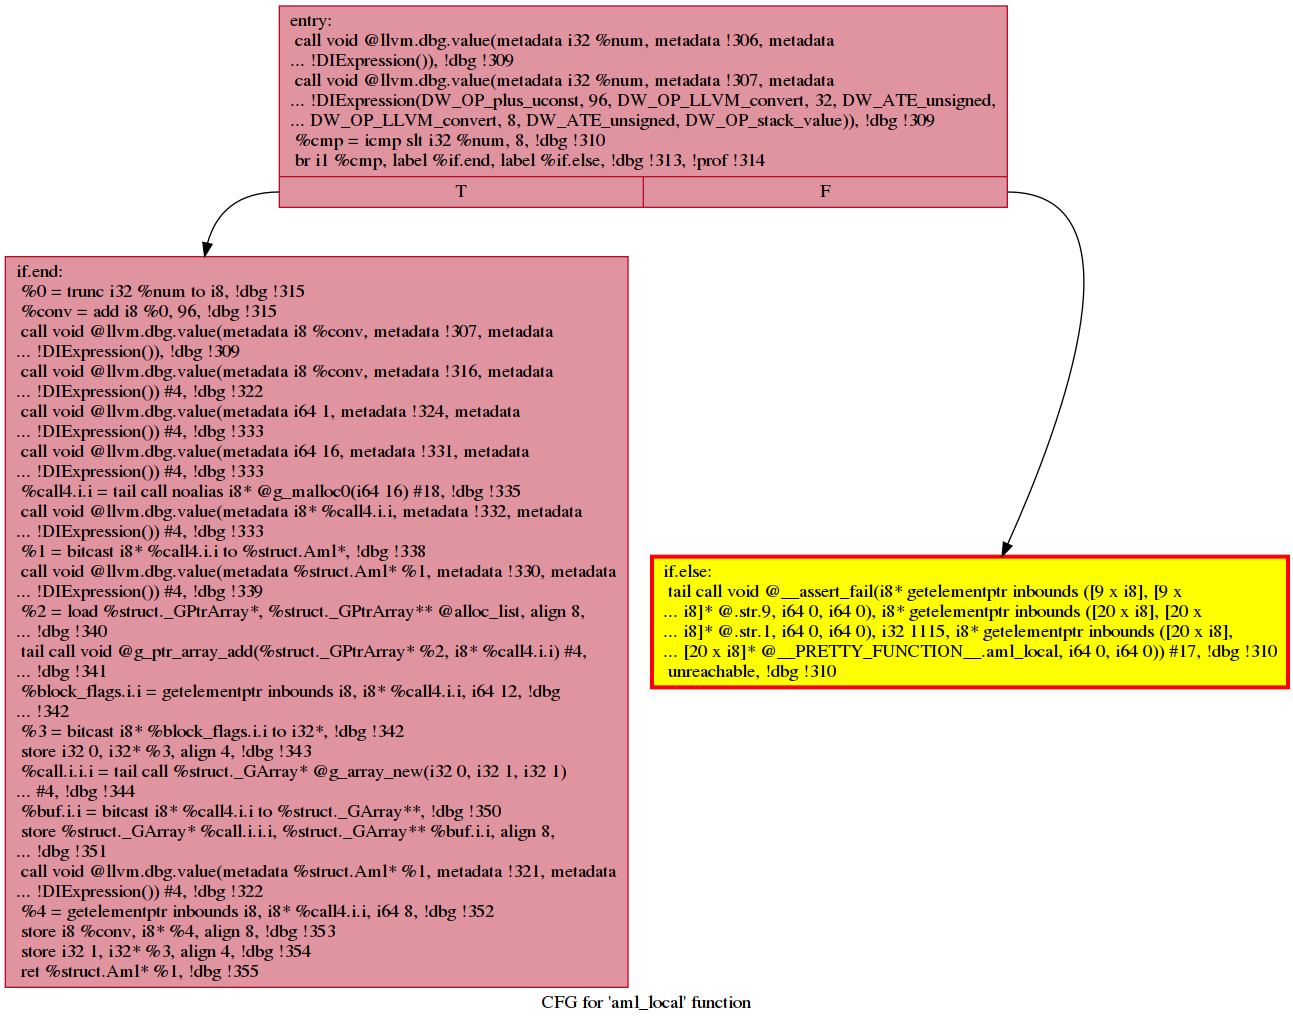 entry:
call void @llvm.dbg.value(metadata i32 %num, metadata !306, metadata
... !DIExpression()), !dbg !309
call void @llvm.dbg.value(metadata i32 %num, metadata !307, metadata
... !DIExpression(DW_OP_plus_uconst, 96, DW_OP_LLVM_convert, 32, DW_ATE_unsigned,
... DW_OP_LLVM_convert, 8, DW_ATE_unsigned, DW_OP_stack_value)), !dbg !309
%cmp = icmp slt i32 %num, 8, !dbg !310
br i1 %cmp, label %if.end, label %if.else, !dbg !313, !prof !314
T
F
if.end:
%0 = trunc i32 %num to i8, !dbg !315
%conv = add i8 %0, 96, !dbg !315
call void @llvm.dbg.value(metadata i8 %conv, metadata !307, metadata
... !DIExpression()), !dbg !309
call void @llvm.dbg.value(metadata i8 %conv, metadata !316, metadata
... !DIExpression()) #4, !dbg !322
call void @llvm.dbg.value(metadata i64 1, metadata !324, metadata
... !DIExpression()) #4, !dbg !333
call void @llvm.dbg.value(metadata i64 16, metadata !331, metadata
... !DIExpression()) #4, !dbg !333
%call4.i.i = tail call noalias i8* @g_malloc0(i64 16) #18, !dbg !335
call void @llvm.dbg.value(metadata i8* %call4.i.i, metadata !332, metadata
... !DIExpression()) #4, !dbg !333
%1 = bitcast i8* %call4.i.i to %struct.Aml*, !dbg !338
call void @llvm.dbg.value(metadata %struct.Aml* %1, metadata !330, metadata
... !DIExpression()) #4, !dbg !339
%2 = load %struct._GPtrArray*, %struct._GPtrArray** @alloc_list, align 8,
... !dbg !340
tail call void @g_ptr_array_add(%struct._GPtrArray* %2, i8* %call4.i.i) #4,
... !dbg !341
%block_flags.i.i = getelementptr inbounds i8, i8* %call4.i.i, i64 12, !dbg
... !342
%3 = bitcast i8* %block_flags.i.i to i32*, !dbg !342
store i32 0, i32* %3, align 4, !dbg !343
%call.i.i.i = tail call %struct._GArray* @g_array_new(i32 0, i32 1, i32 1)
... #4, !dbg !344
%buf.i.i = bitcast i8* %call4.i.i to %struct._GArray**, !dbg !350
store %struct._GArray* %call.i.i.i, %struct._GArray** %buf.i.i, align 8,
... !dbg !351
call void @llvm.dbg.value(metadata %struct.Aml* %1, metadata !321, metadata
... !DIExpression()) #4, !dbg !322
%4 = getelementptr inbounds i8, i8* %call4.i.i, i64 8, !dbg !352
store i8 %conv, i8* %4, align 8, !dbg !353
store i32 1, i32* %3, align 4, !dbg !354
ret %struct.Aml* %1, !dbg !355
if.else:
tail call void @__assert_fail(i8* getelementptr inbounds ([9 x i8], [9 x
... i8]* @.str.9, i64 0, i64 0), i8* getelementptr inbounds ([20 x i8], [20 x
... i8]* @.str.1, i64 0, i64 0), i32 1115, i8* getelementptr inbounds ([20 x i8],
... [20 x i8]* @__PRETTY_FUNCTION__.aml_local, i64 0, i64 0)) #17, !dbg !310
unreachable, !dbg !310
CFG for 'aml_local' function